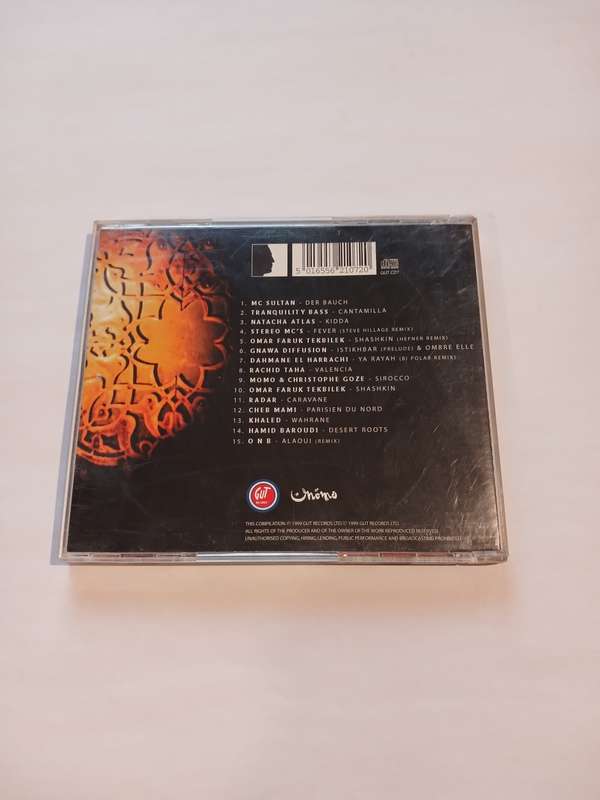 5 016556 210720
GUT CD7
1. MC SULTAN - DER BAUCH
2. TRANQUILITY BASS - CANTAMILLA
3. NATACHA ATLAS - KIDDA
4. STEREO MC'S - FEVER (STEVE HILLAGE REMIX)
5. OMAR FARUK TEKBILEK - SHASHKIN (HEFNER REMIX)
6. GNAWA DIFFUSION - ISTIKHBAR (PRELUDE) & OMBRE ELLE
7. DAHMANE EL HARRACHI - YA RAYAH (BJ POLAR REMIX)
8. RACHID TAHA - VALENCIA
9. MOMO & CHRISTOPHE GOZE - SIROCCO
10. OMAR FARUK TEKBILEK - SHASHKIN
11. RADAR - CARAVANE
12. CHEB MAMI - PARISIEN DU NORD
13. KHALED - WAHRANE
14. HAMID BAROUDI - DESERT ROOTS
15. O N B - ALAOUI (REMIX)
GUT
RECORDS
mómo
THIS COMPILATION ℗ 1999 GUT RECORDS LTD © 1999 GUT RECORDS LTD.
ALL RIGHTS OF THE PRODUCER AND OF THE OWNER OF THE WORK REPRODUCED RESERVED.
UNAUTHORISED COPYING, HIRING, LENDING, PUBLIC PERFORMANCE AND BROADCASTING PROHIBITED.